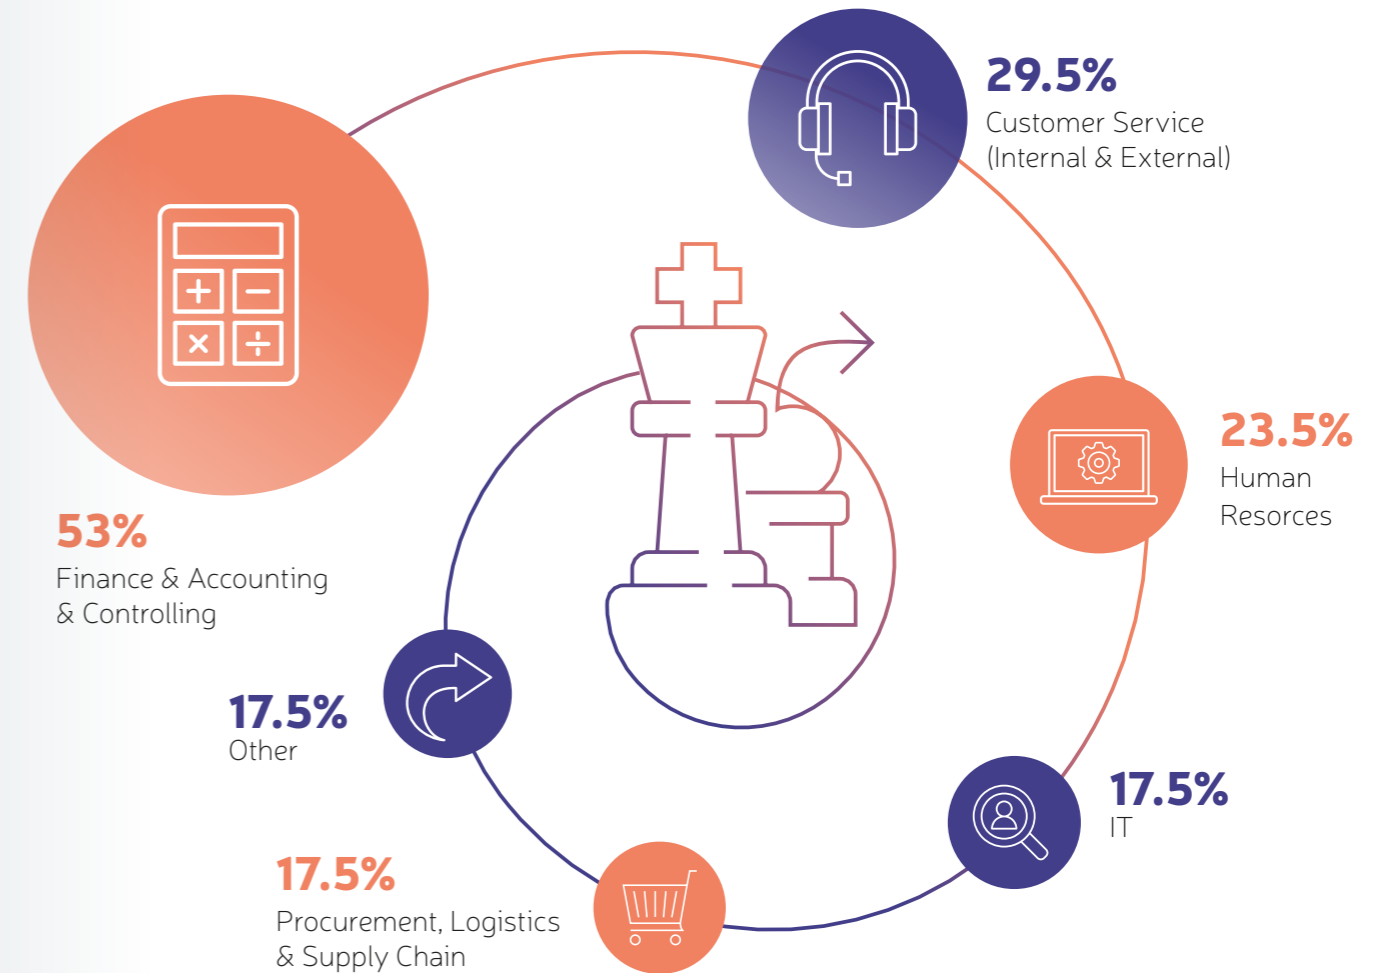 29.5%
Customer Service
(Internal & External)
23.5%
Human
Resorces
53%
Finance & Accounting
& Controlling
17.5%
Other
17.5%
IT
17.5%
Procurement, Logistics
& Supply Chain